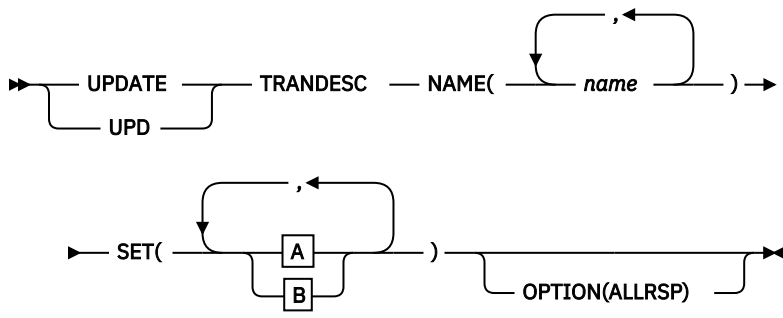 ,
UPDATE TRANDESC NAME( name )
UPD
,
SET( A )
B
OPTION(ALLRSP)